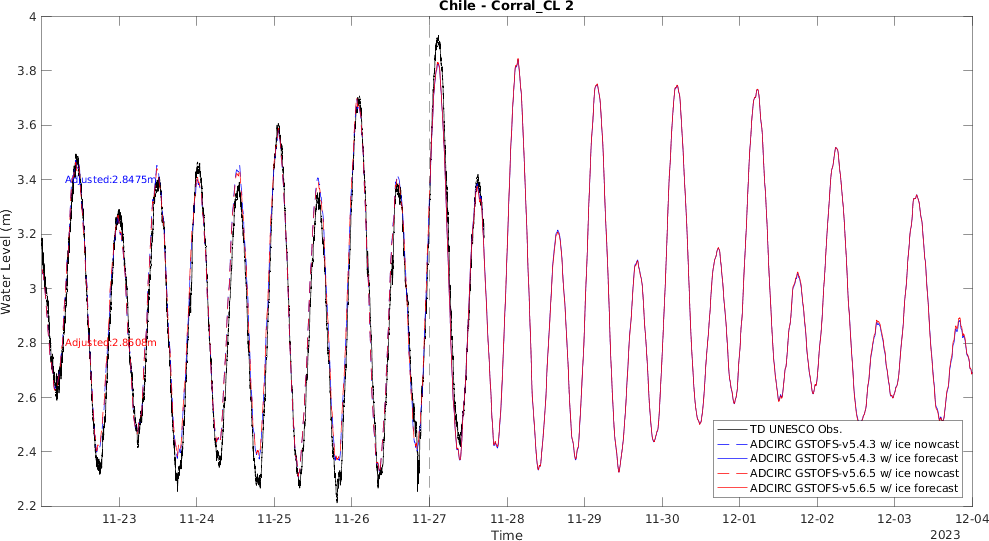 Chile - Corral_CL 2
4
3.8
3.6
3.4
3.2
3
2.8
2.6
2.4
2.2
Water Level (m)
Adjusted:2.8475m
Adjusted:2.8508m
TD UNESCO Obs.
ADCIRC GSTOFS-v5.4.3 w/ ice nowcast
ADCIRC GSTOFS-v5.4.3 w/ ice forecast
ADCIRC GSTOFS-v5.6.5 w/ ice nowcast
ADCIRC GSTOFS-v5.6.5 w/ ice forecast
11-23 11-24 11-25 11-26 11-27 11-28 11-29 11-30 12-01 12-02 12-03 12-04
Time
2023